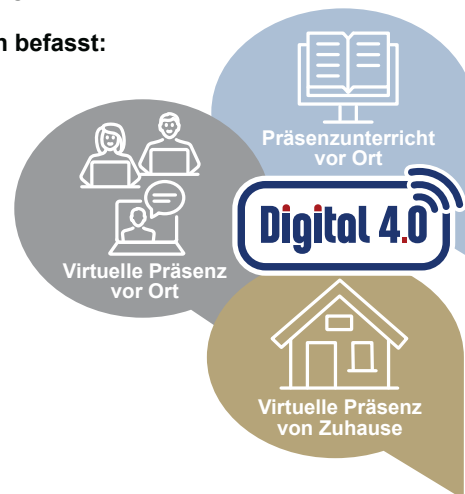 n befasst:
Präsenzunterricht
vor Ort
Digital 4.0
Virtuelle Präsenz
vor Ort
Virtuelle Präsenz
von Zuhause